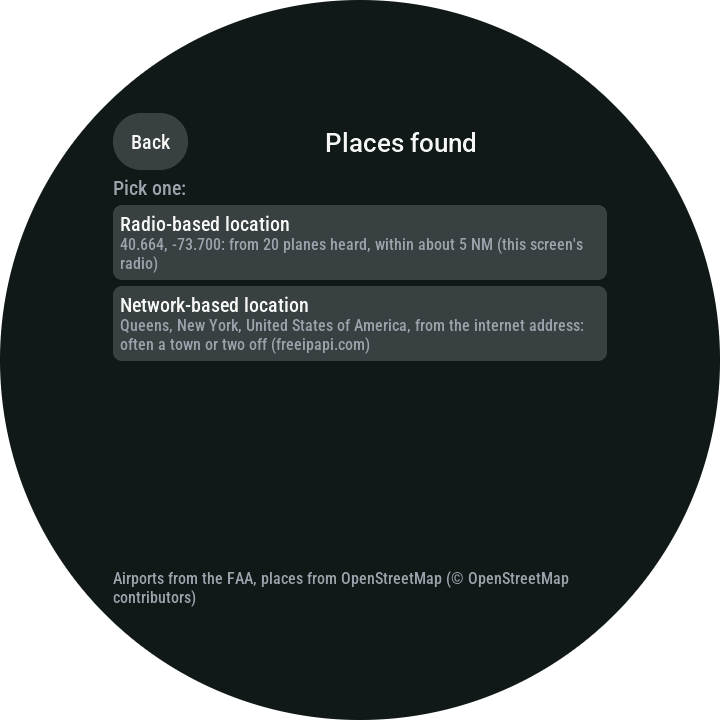 Back
Places found
Pick one:
Radio-based location
40.664, -73.700: from 20 planes heard, within about 5 NM (this screen's
radio)
Network-based location
Queens, New York, United States of America, from the internet address:
often a town or two off (freeipapi.com)
Airports from the FAA, places from OpenStreetMap (© OpenStreetMap
contributors)